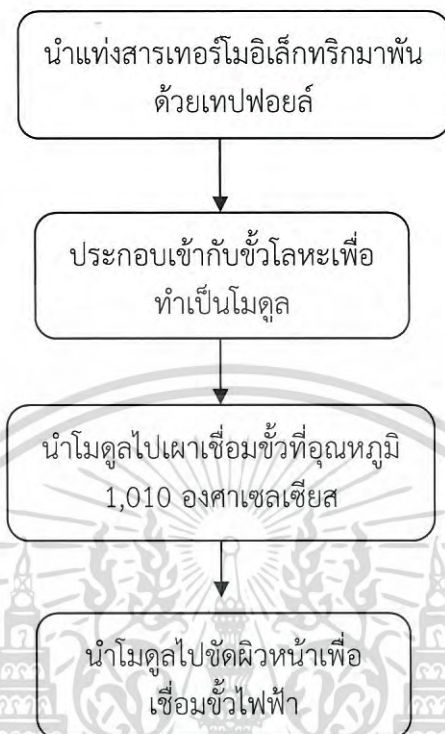 นำแท่งสารเทอร์โมอิเล็กทริกมาพัน
ด้วยเทปฟอยล์
ประกอบเข้ากับขั้วโลหะเพื่อ
ทำเป็นโมดูล
นำโมดูลไปเผาเชื่อมขั้วที่อุณหภูมิ
1,010 องศาเซลเซียส
นำโมดูลไปขัดผิวหน้าเพื่อ
เชื่อมขั้วไฟฟ้า